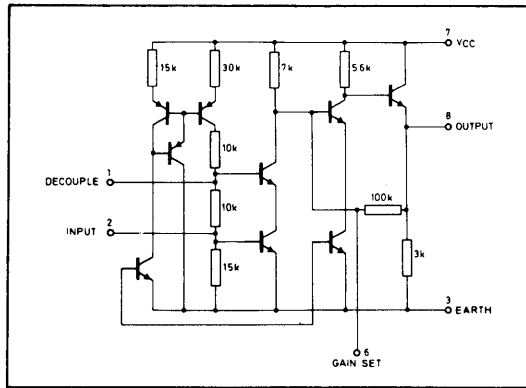 7
VCC
15k
30k
7k
5.6k
8
OUTPUT
10k
1
DECOUPLE
100k
10k
2
INPUT
15k
3k
3
EARTH
6
GAIN SET